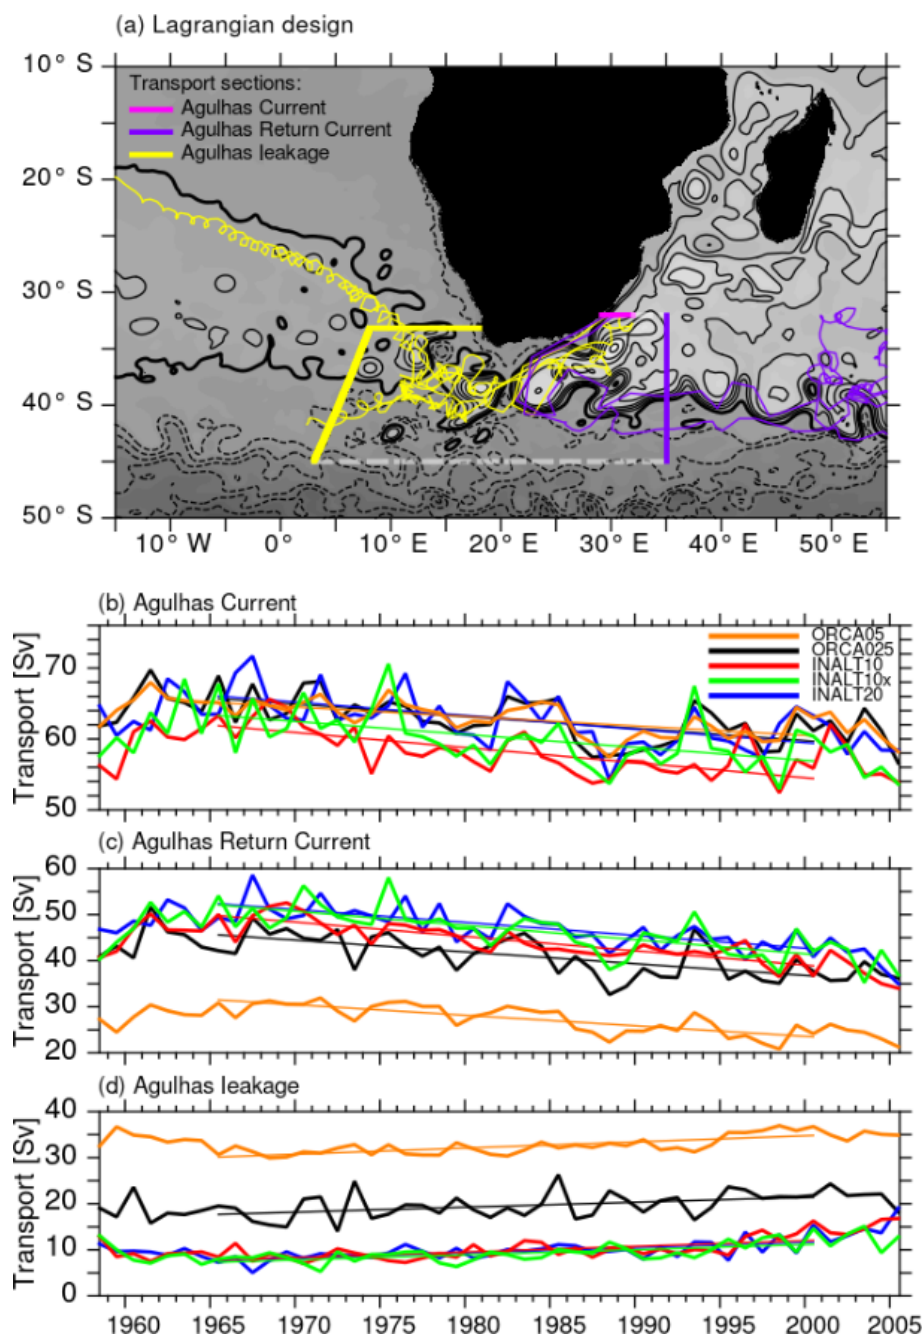 (a) Lagrangian design
10° S
Transport sections:
Agulhas Current
Agulhas Return Current
Agulhas leakage
20° S
30° S
40° S
50° S
10° W 0° 10° E 20° E 30° E 40° E 50° E
(b) Agulhas Current
Transport [Sv]
70
60
50
ORCA05
ORCA025
INALT10
INALT10x
INALT20
(c) Agulhas Return Current
Transport [Sv]
60
50
40
30
20
(d) Agulhas leakage
Transport [Sv]
40
30
20
10
0
1960 1965 1970 1975 1980 1985 1990 1995 2000 2005